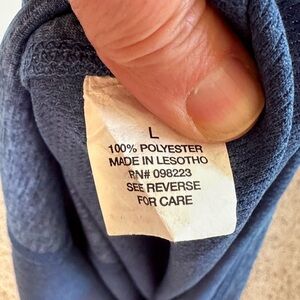 L
100% POLYESTER
MADE IN LESOTHO
RN# 098223
SEE REVERSE
FOR CARE